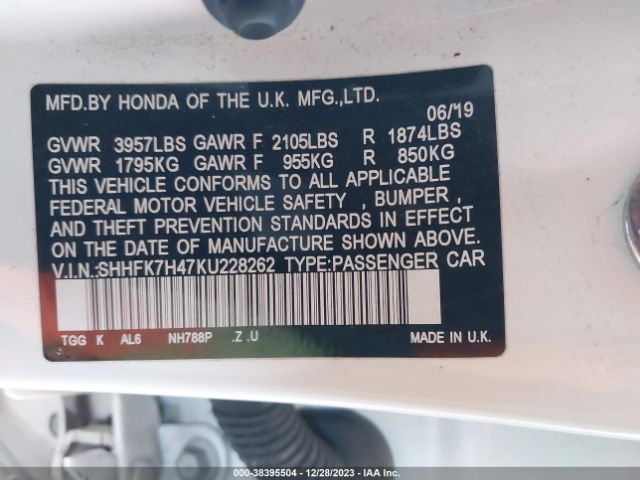 MFD.BY HONDA OF THE U.K. MFG.,LTD.
06/'19
GVWR 3957LBS GAWR F 2105LBS R 1874LBS
GVWR 1795KG GAWR F 955KG R 850KG
THIS VEHICLE CONFORMS TO ALL APPLICABLE
FEDERAL MOTOR VEHICLE SAFETY , BUMPER ,
AND THEFT PREVENTION STANDARDS IN EFFECT
ON THE DATE OF MANUFACTURE SHOWN ABOVE.
V.I.N.:SHHFK7H47KU228262 TYPE:PASSENGER CAR
TGG K AL6 NH788P .Z .U MADE IN U.K.
000-38395504 - 12/28/2023 - IAA Inc.